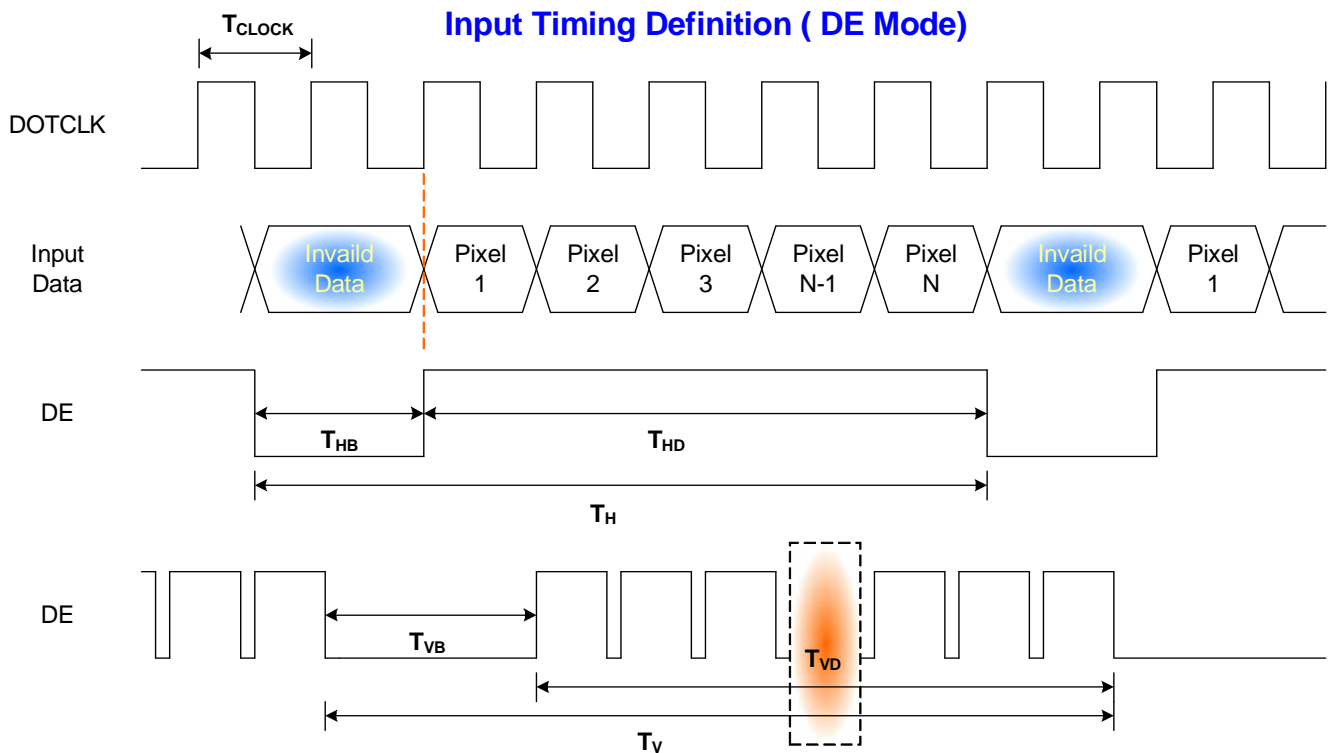 Input Timing Definition ( DE Mode)
TCLOCK
DOTCLK
Input
Data
Invaild
Data
Pixel
1
Pixel
2
Pixel
3
Pixel
N-1
Pixel
N
Invaild
Data
Pixel
1
DE
THB
THD
TH
DE
TVB
TVD
TV